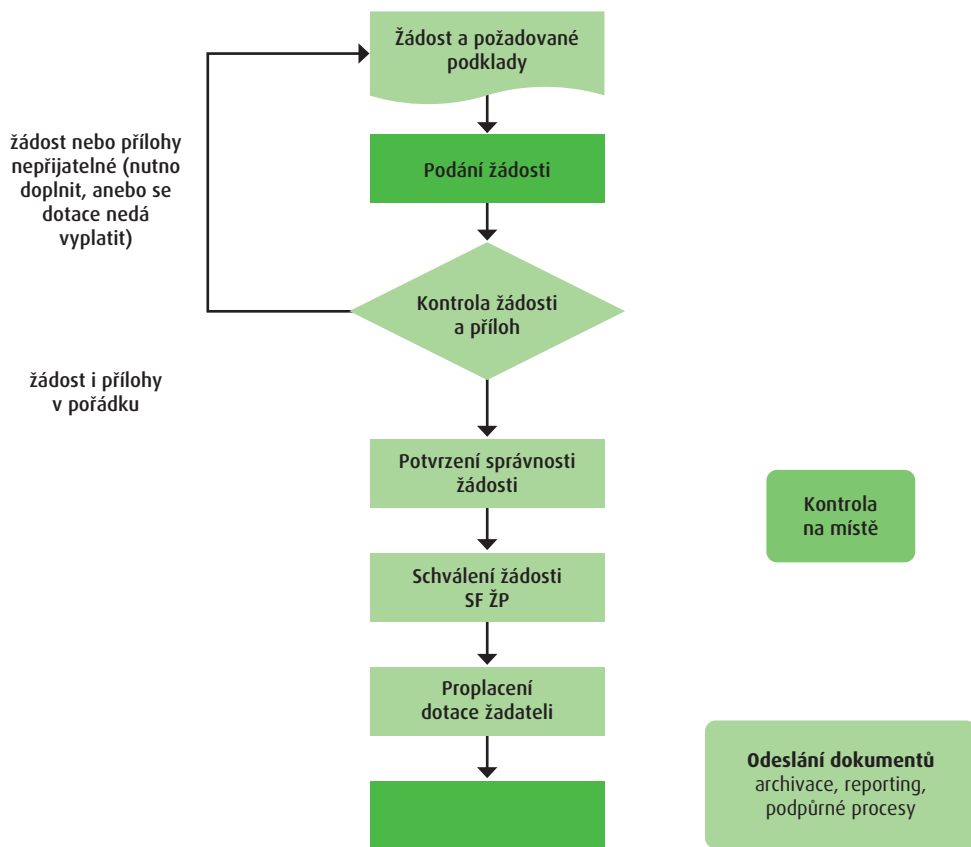 Žádost a požadované
podklady
žádost nebo přílohy
nepřijatelné (nutno
doplnit, anebo se
dotace nedá
vyplatit)
Podání žádosti
Kontrola žádosti
a příloh
žádost i přílohy
v pořádku
Potvrzení správnosti
žádosti
Kontrola
na místě
Schválení žádosti
SF ŽP
Proplacení
dotace žadateli
Odeslání dokumentů
archivace, reporting,
podpůrné procesy